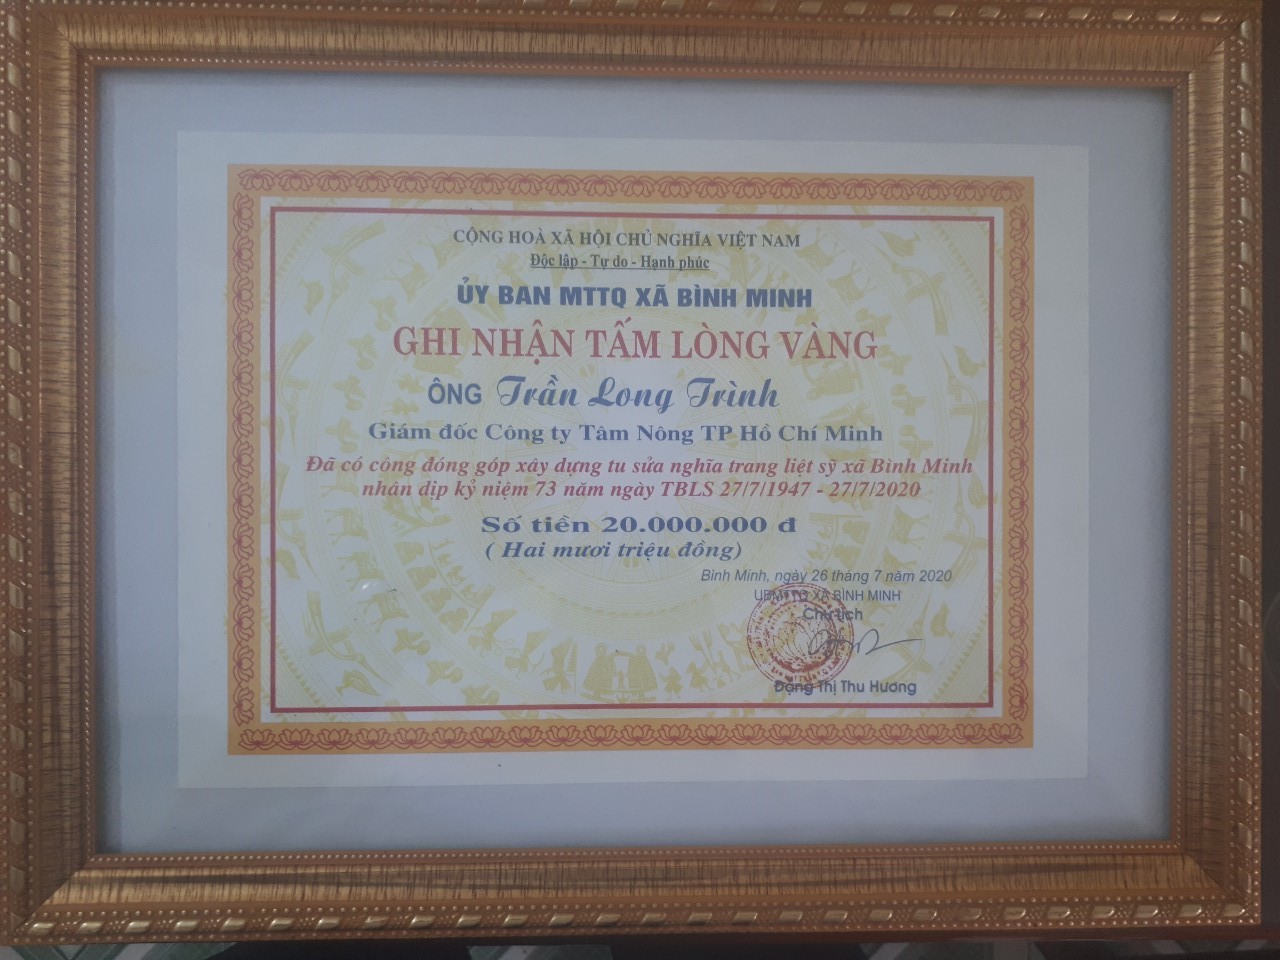 CỘNG HOÀ XÃ HỘI CHỦ NGHĨA VIỆT NAM
Độc lập - Tự do - Hạnh phúc
ỦY BAN MTTQ XÃ BÌNH MINH
GHI NHẬN TẤM LÒNG VÀNG
ÔNG Trần Long Trình
Giám đốc Công ty Tâm Nông TP Hồ Chí Minh
Đã có công đóng góp xây dựng tu sửa nghĩa trang liệt sỹ xã Bình Minh
nhân dịp kỷ niệm 73 năm ngày TBLS 27/7/1947 - 27/7/2020
Số tiền 20.000.000 đ
( Hai mươi triệu đồng)
Bình Minh, ngày 26 tháng 7 năm 2020
UBMTTQ XÃ BÌNH MINH
Chủ tịch
Đặng Thị Thu Hương